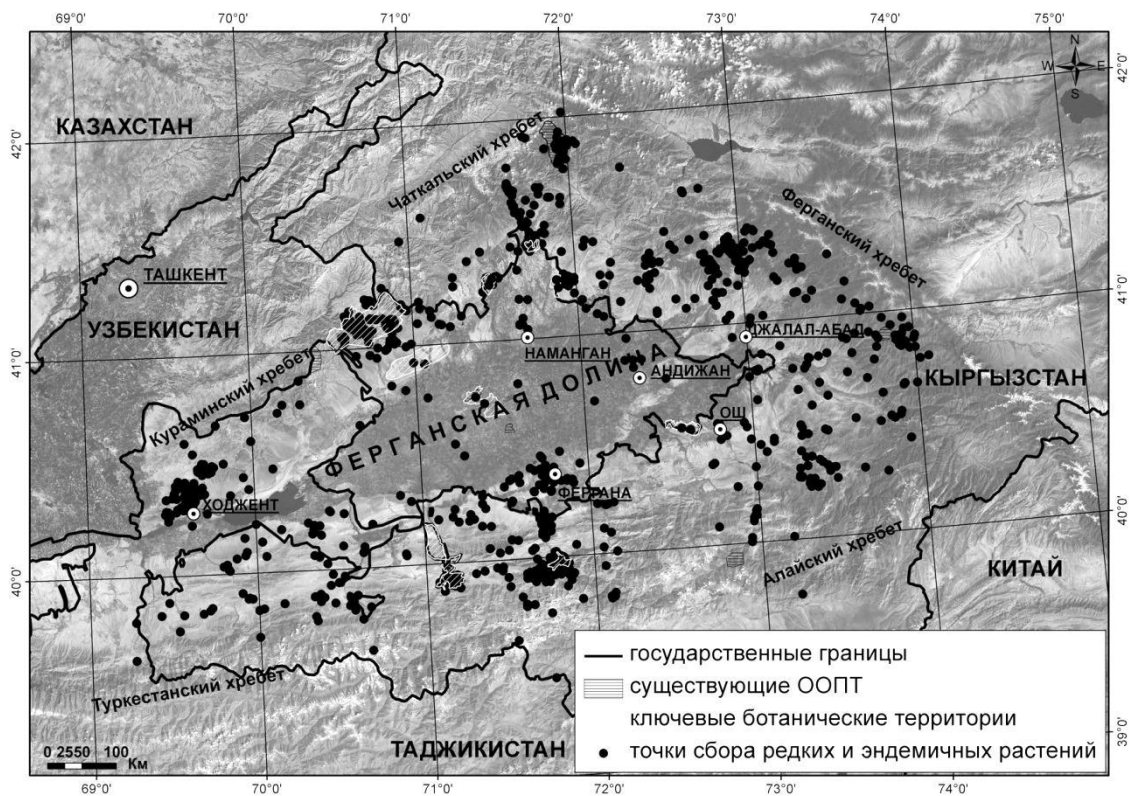 69°0' 70°0' 71°0' 72°0' 73°0' 74°0' 75°0'
N
W E
S
42°0'
42°0'
КАЗАХСТАН
Чаткальский хребет
Ферганский хребет
ТАШКЕНТ
41°0'
УЗБЕКИСТАН
41°0'
НАМАНГАН
ДЖАЛАЛ-АБАД
АНДИЖАН
КЫРГЫЗСТАН
Кураминский хребет
ФЕРГАНСКАЯ ДОЛИНА
ОШ
ФЕРГАНА
ХОДЖЕНТ
40°0'
40°0'
Алайский хребет
КИТАЙ
Туркестанский хребет
ТАДЖИКИСТАН
39°0'
государственные границы
существующие ООПТ
ключевые ботанические территории
точки сбора редких и эндемичных растений
0 2550 100
Км
69°0' 70°0' 71°0' 72°0' 73°0' 74°0'